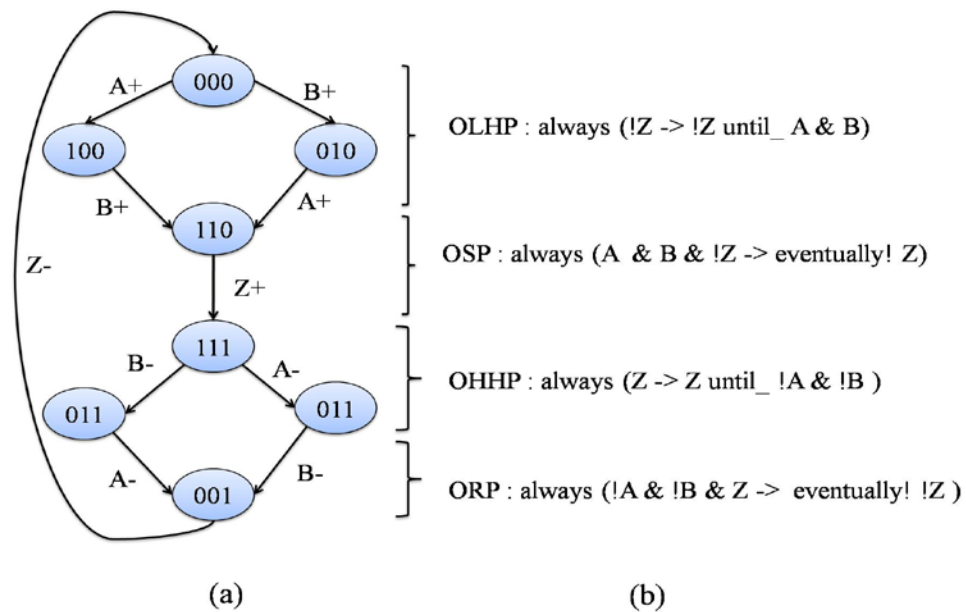 000
A+
B+
100
010
B+
A+
110
Z-
Z+
111
B-
A-
011
011
A-
B-
001
(a)
OLHP : always (!Z -> !Z until_ A & B)
OSP : always (A & B & !Z -> eventually! Z)
OHHP : always (Z -> Z until_ !A & !B )
ORP : always (!A & !B & Z -> eventually! !Z )
(b)